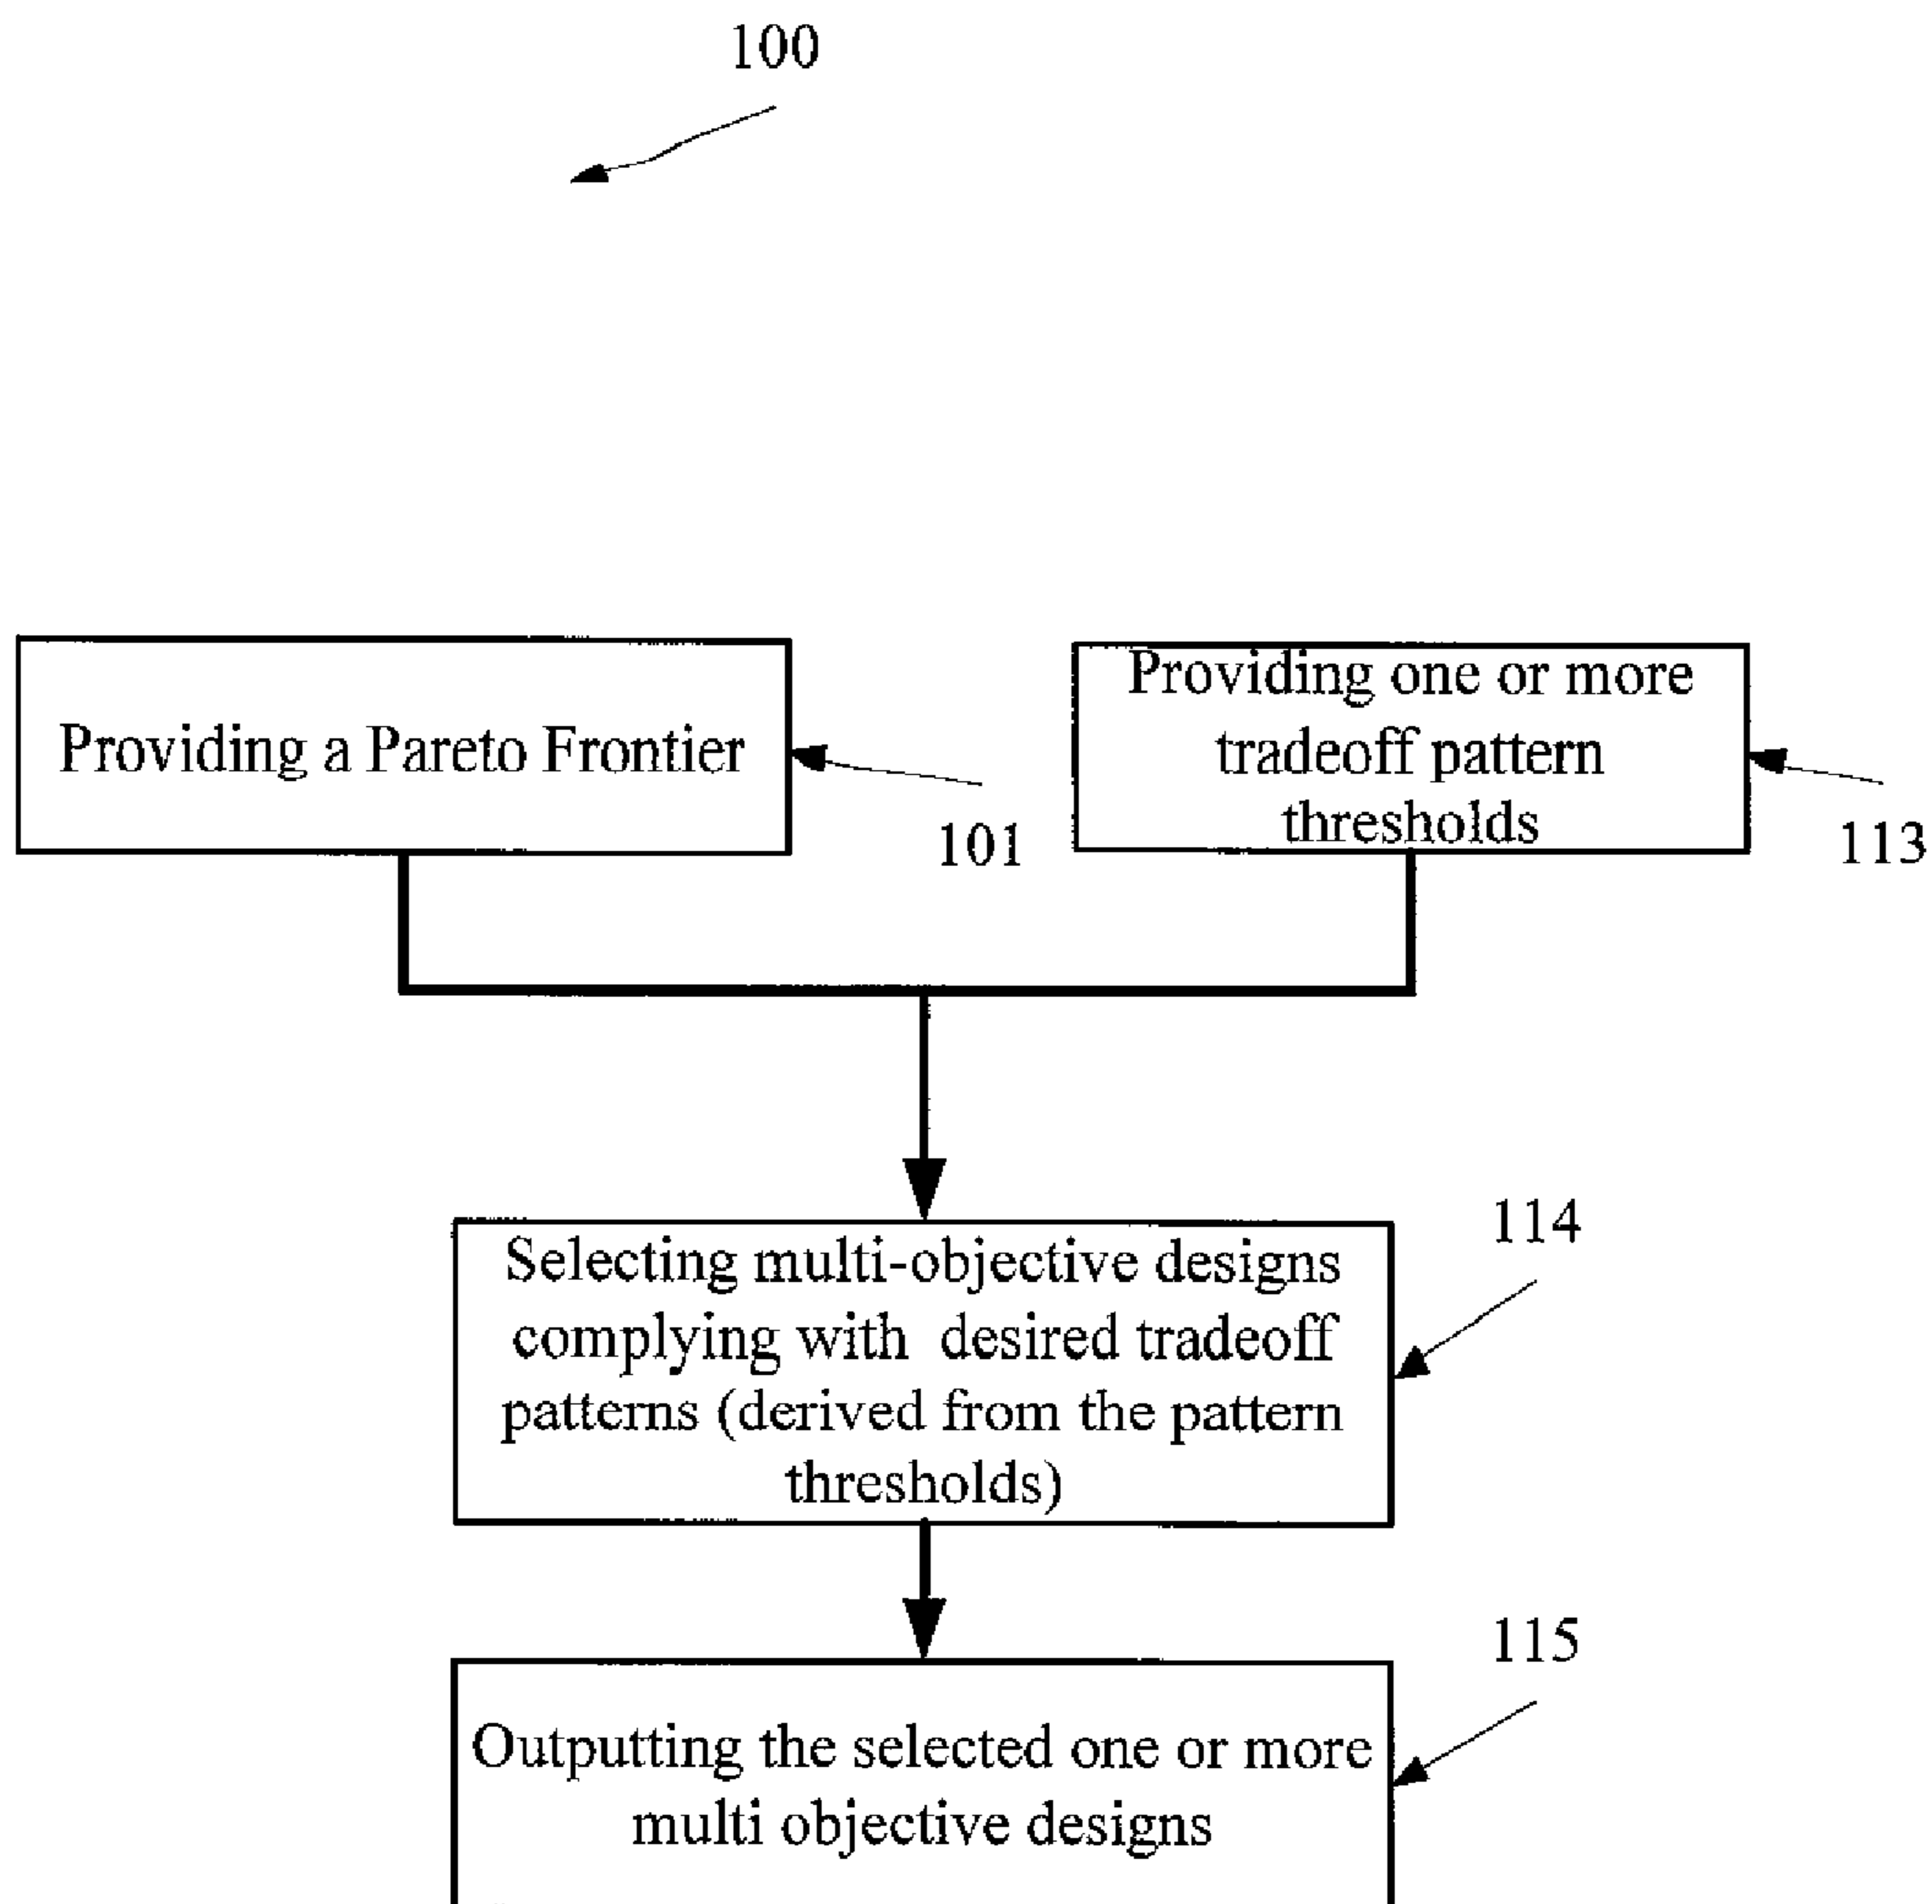 100
Providing a Pareto Frontier
101
Providing one or more
tradeoff pattern
thresholds
113
Selecting multi-objective designs
complying with desired tradeoff
patterns (derived from the pattern
thresholds)
114
Outputting the selected one or more
multi objective designs
115